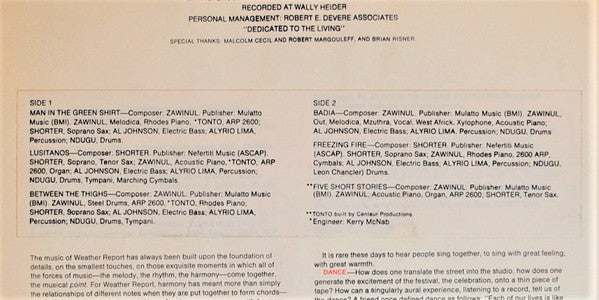 RECORDED AT WALLY HEIDER
PERSONAL MANAGEMENT: ROBERT E. DEVERE ASSOCIATES
"DEDICATED TO THE LIVING"
SPECIAL THANKS: MALCOLM CECIL AND ROBERT MARGOULEFF, AND BRIAN RISNER.
SIDE 1
MAN IN THE GREEN SHIRT—Composer: ZAWINUL. Publisher: Mulatto
Music (BMI). ZAWINUL, Melodica, Rhodes Piano, *TONTO, ARP 2600;
SHORTER, Soprano Sax; AL JOHNSON, Electric Bass; ALYRIO LIMA,
Percussion; NDUGU, Drums.
LUSITANOS—Composer: SHORTER. Publisher: Nefertiti Music (ASCAP).
SHORTER, Soprano, Tenor Sax; ZAWINUL, Acoustic Piano, *TONTO, ARP
2600, Organ; AL JOHNSON, Electric Bass; ALYRIO LIMA, Percussion;
NDUGU, Drums, Tympani, Marching Cymbals
BETWEEN THE THIGHS—Composer: ZAWINUL. Publisher: Mulatto Music
(BMI). ZAWINUL, Steel Drums, ARP 2600, *TONTO, Rhodes Piano;
SHORTER, Soprano Sax; AL JOHNSON, Electric Bass; ALYRIO LIMA,
Percussion; NDUGU, Drums, Tympani.
SIDE 2
BADIA—Composer: ZAWINUL. Publisher: Mulatto Music (BMI). ZAWINUL,
Out, Melodica, Mzuthra, Vocal, West Afrik, Xylophone, Acoustic Piano;
AL JOHNSON, Electric Bass; ALYRIO LIMA, Percussion; NDUGU, Drums
FREEZING FIRE—Composer: SHORTER. Publisher: Nefertiti Music
(ASCAP). SHORTER, Soprano Sax; ZAWINUL, Rhodes Piano, 2600 ARP,
Cymbals; AL JOHNSON, Electric Bass; ALYRIO LIMA, Percussion; NDUGU,
Leon Chancler) Drums.
**FIVE SHORT STORIES—Composer: ZAWINUL. Publisher: Mulatto Music
(BMI). ZAWINUL, Acoustic Piano, Organ, ARP 2600; SHORTER, Tenor Sax.
**TONTO built by Centaur Productions
* Engineer: Kerry McNab
The music of Weather Report has always been built upon the foundation of
details, on the smallest touches, on those exquisite moments in which all of
the forces of music—the melody, the rhythm, the harmony—come together,
the musical point. For Weather Report, harmony has meant more than simply
the relationships of different notes when they are put together to form chords—
It is rare these days to hear people sing together, to sing with great feeling,
with great warmth.
DANCE—How does one translate the street into the studio, how does one
generate the excitement of the festival, the celebration, onto a thin piece of
tape? How can a singularly aerial experience, listening to a record, tell us of
the dance? A friend once defined dance as follows: "Each of our lives is like